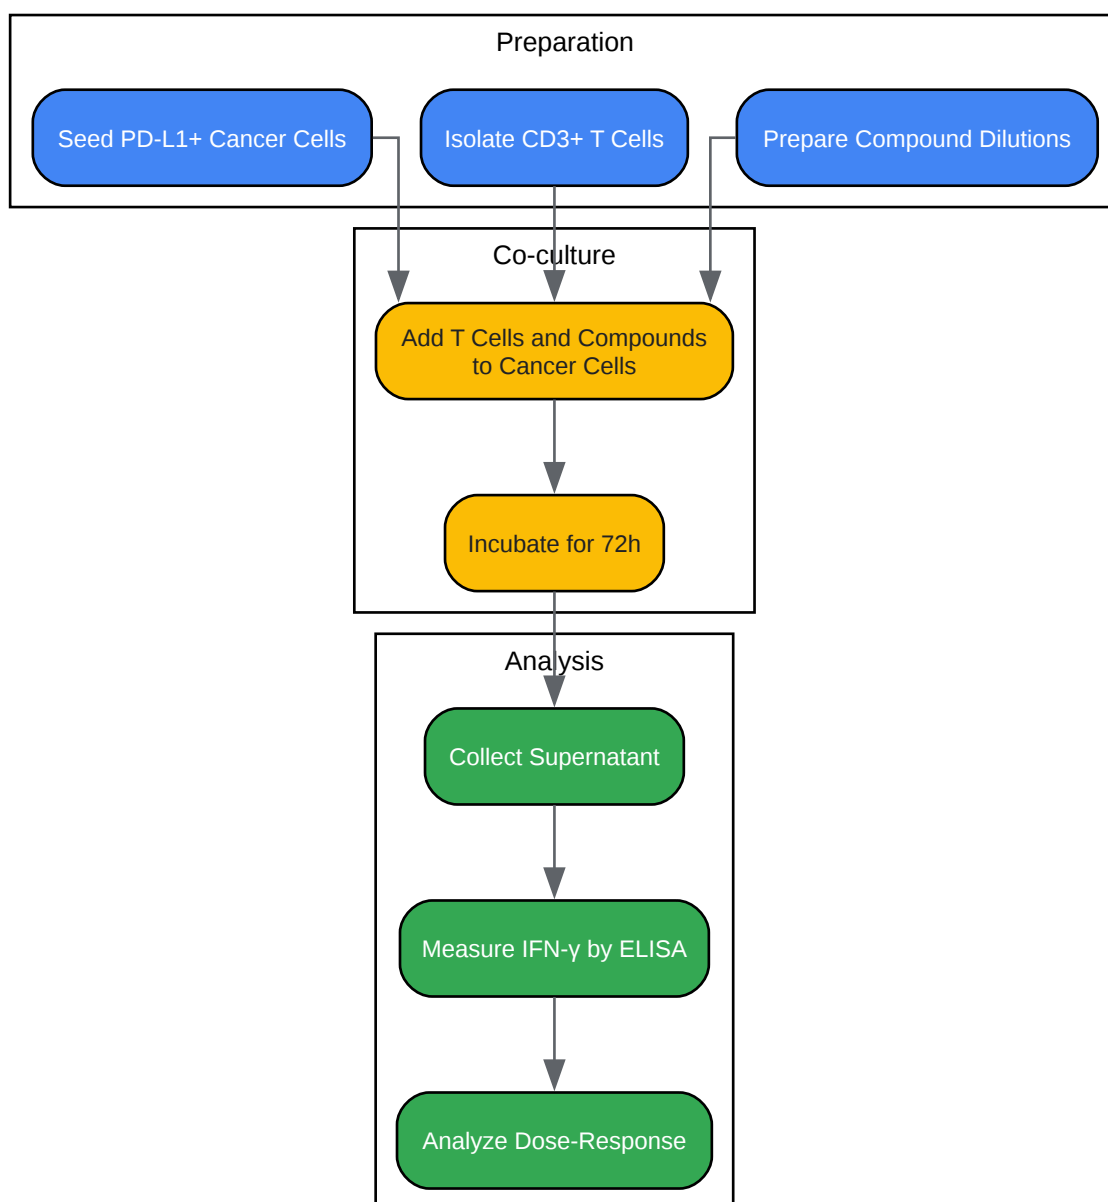 Preparation
Seed PD-L1+ Cancer Cells
Isolate CD3+ T Cells
Prepare Compound Dilutions
Co-culture
Add T Cells and Compounds
to Cancer Cells
Incubate for 72h
Analysis
Collect Supernatant
Measure IFN-γ by ELISA
Analyze Dose-Response